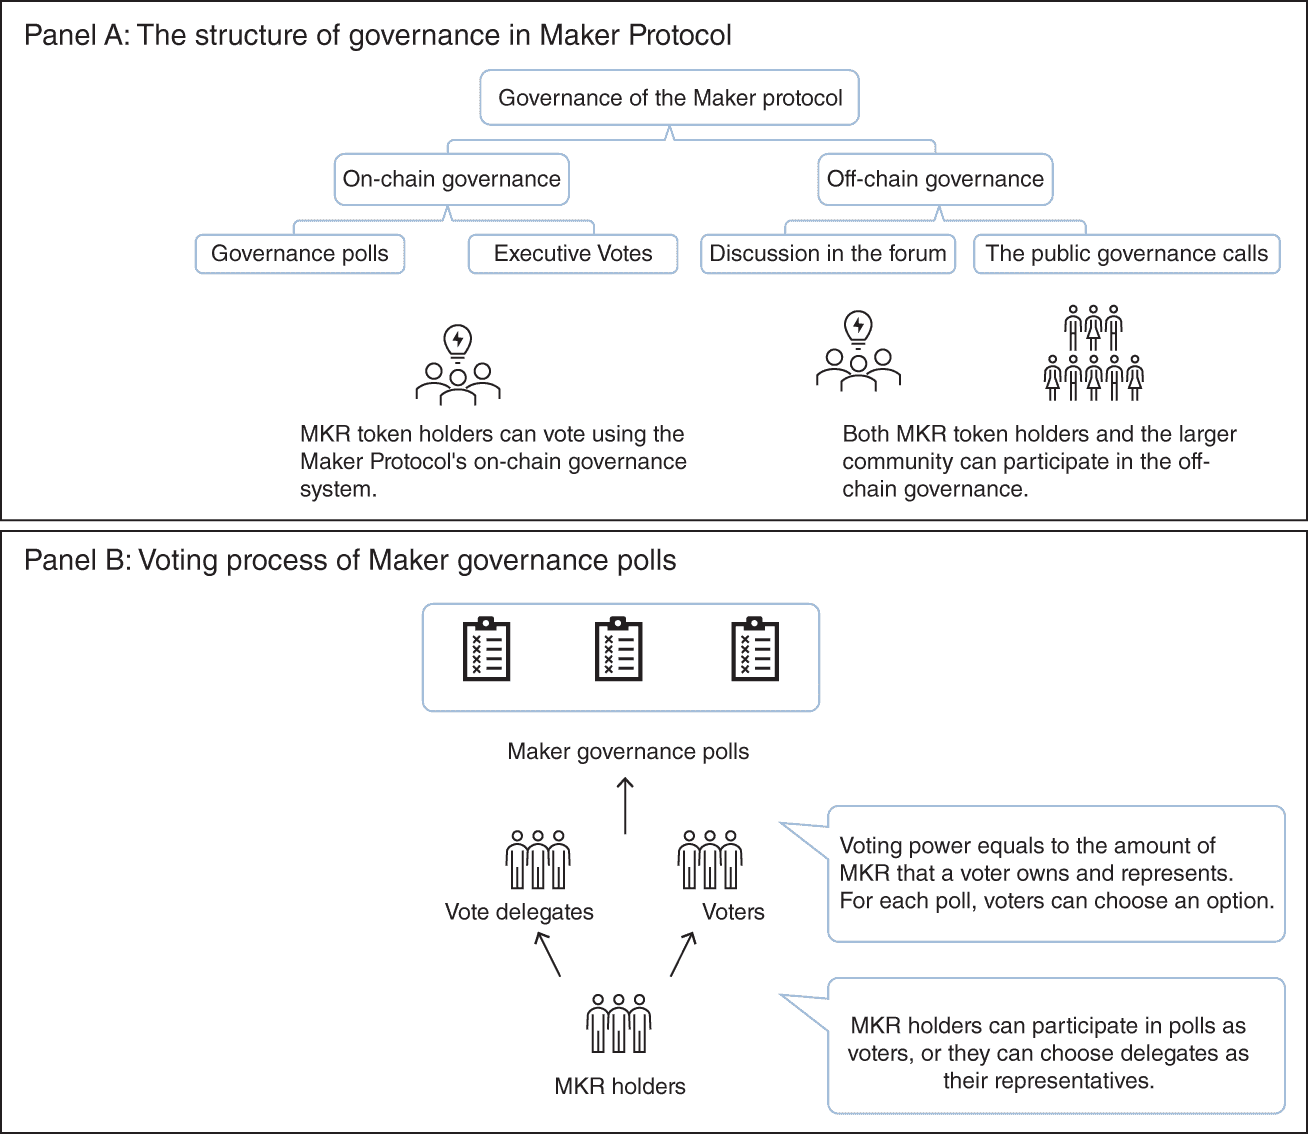 Panel A: The structure of governance in Maker Protocol
Governance of the Maker protocol
On-chain governance
Off-chain governance
Governance polls
Executive Votes
Discussion in the forum
The public governance calls
MKR token holders can vote using the
Maker Protocol's on-chain governance
system.
Both MKR token holders and the larger
community can participate in the off-
chain governance.
Panel B: Voting process of Maker governance polls
Maker governance polls
Vote delegates
Voters
Voting power equals to the amount of
MKR that a voter owns and represents.
For each poll, voters can choose an option.
MKR holders
MKR holders can participate in polls as
voters, or they can choose delegates as
their representatives.